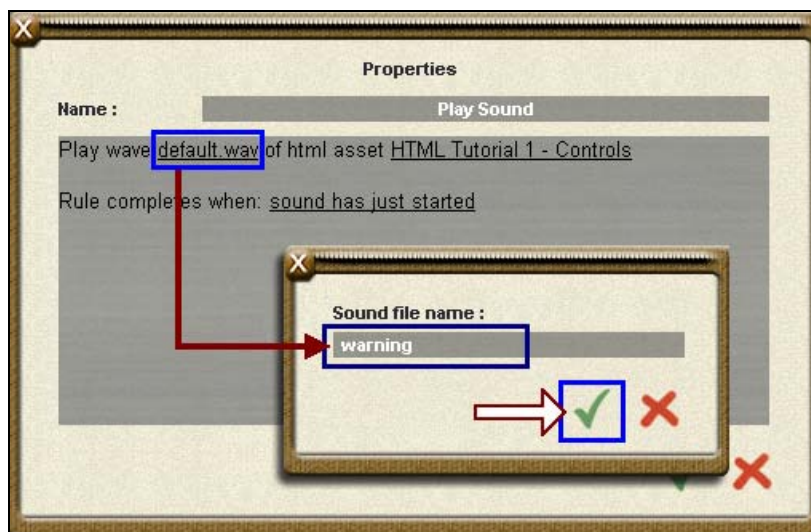 Properties
Name : Play Sound
Play wave default.wav of html asset HTML Tutorial 1 - Controls
Rule completes when: sound has just started
Sound file name :
warning